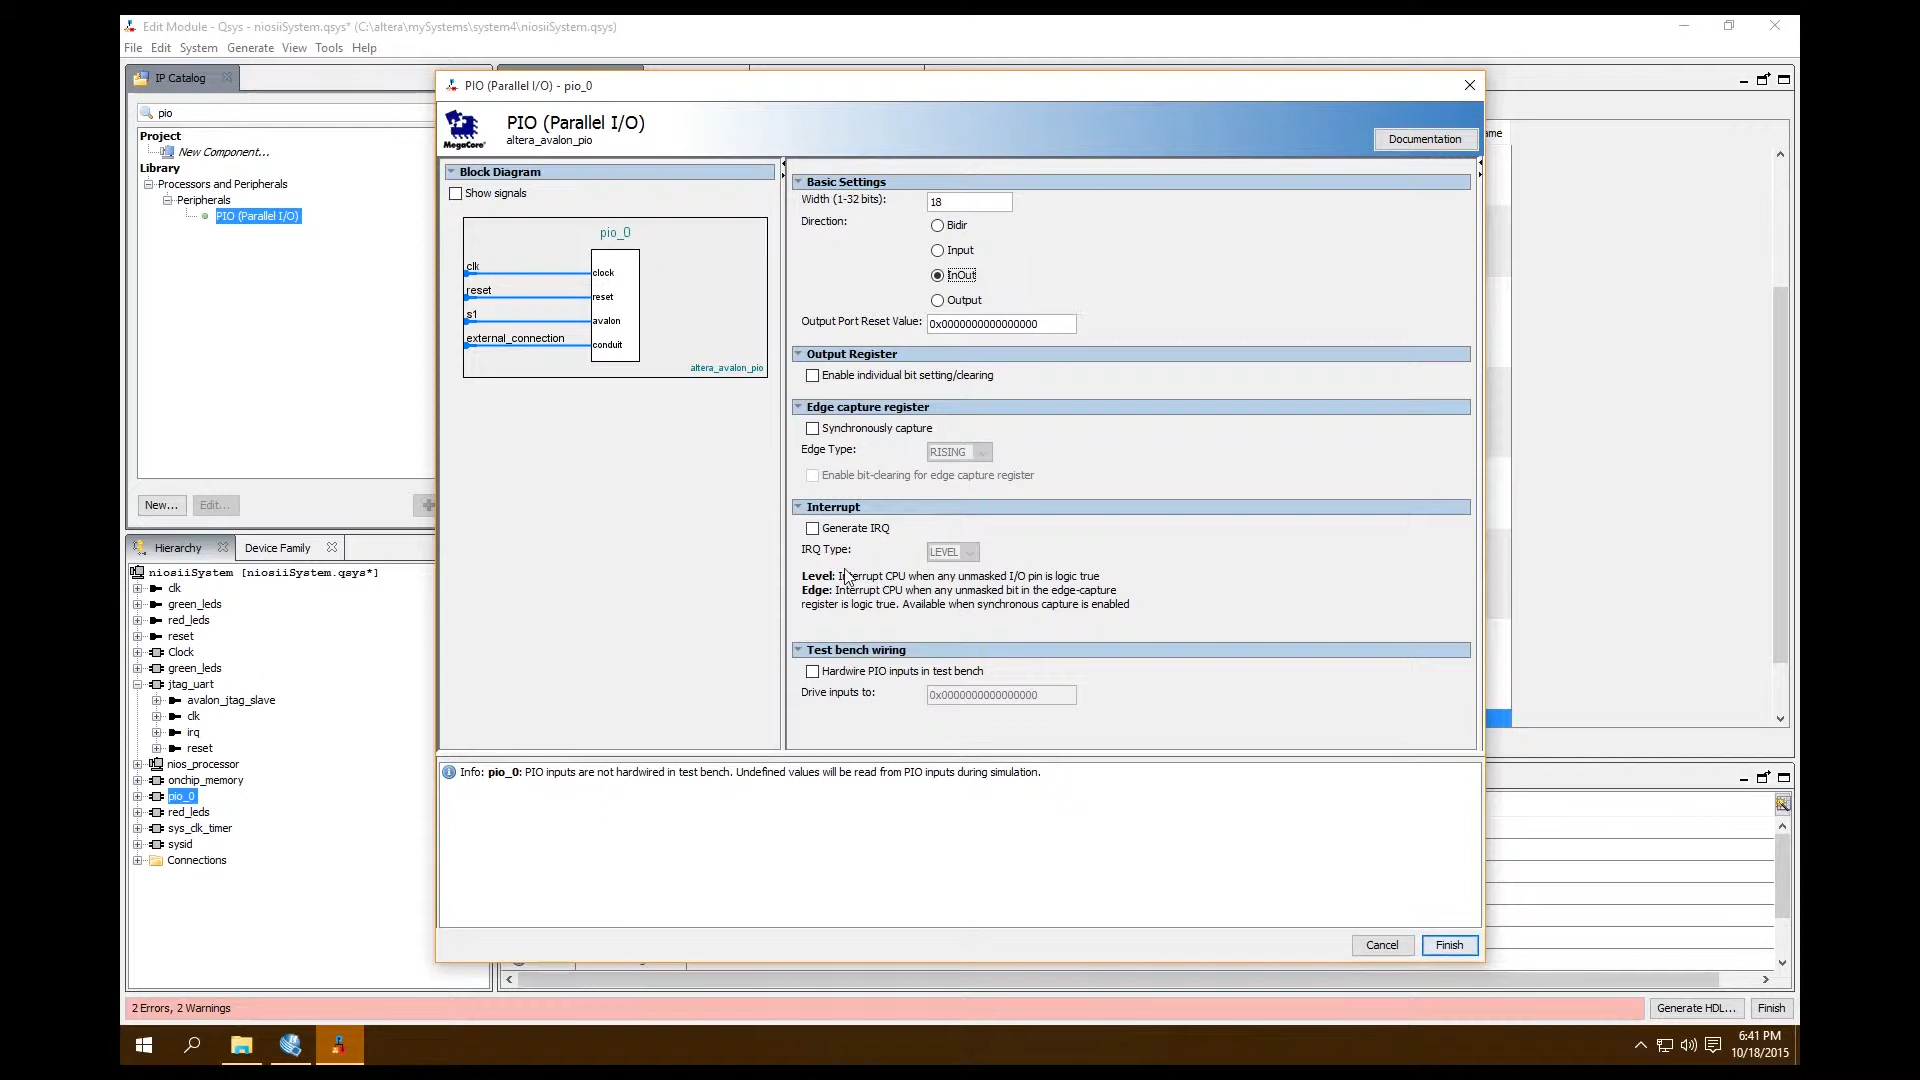 Edit Module - Qsys - niosiiSystem.qsys* (C:\altera\mySystems\system4\niosiiSystem.qsys)
File Edit System Generate View Tools Help
IP Catalog
pio
Project
New Component...
Library
Processors and Peripherals
Peripherals
PIO (Parallel I/O)
New... Edit...
Hierarchy Device Family
niosiiSystem [niosiiSystem.qsys*]
clk
green_leds
red_leds
reset
Clock
green_leds
jtag_uart
avalon_jtag_slave
clk
irq
reset
nios_processor
onchip_memory
pio_0
red_leds
sys_clk_timer
sysid
Connections
PIO (Parallel I/O) - pio_0
MegaCore®
PIO (Parallel I/O)
altera_avalon_pio
Documentation
Block Diagram
Show signals
pio_0
clk
clock
reset
reset
s1
avalon
external_connection
conduit
altera_avalon_pio
Basic Settings
Width (1-32 bits): 18
Direction: Bidir
Input
InOut
Output
Output Port Reset Value: 0x0000000000000000
Output Register
Enable individual bit setting/clearing
Edge capture register
Synchronously capture
Edge Type: RISING
Enable bit-clearing for edge capture register
Interrupt
Generate IRQ
IRQ Type: LEVEL
Level: Interrupt CPU when any unmasked I/O pin is logic true
Edge: Interrupt CPU when any unmasked bit in the edge-capture
register is logic true. Available when synchronous capture is enabled
Test bench wiring
Hardwire PIO inputs in test bench
Drive inputs to: 0x0000000000000000
Info: pio_0: PIO inputs are not hardwired in test bench. Undefined values will be read from PIO inputs during simulation.
Cancel Finish
2 Errors, 2 Warnings
Generate HDL... Finish
6:41 PM
10/18/2015